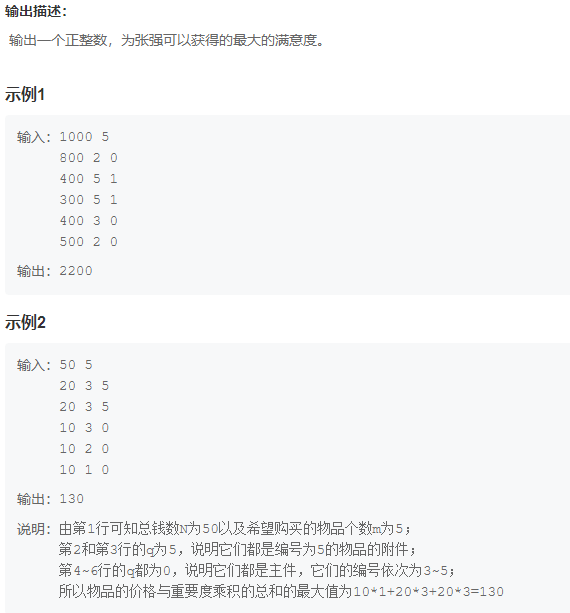 输出描述：
输出一个正整数，为张强可以获得的最大的满意度。
示例1
输入：1000 5
800 2 0
400 5 1
300 5 1
400 3 0
500 2 0
输出：2200
示例2
输入：50 5
20 3 5
20 3 5
10 3 0
10 2 0
10 1 0
输出：130
说明：由第1行可知总钱数N为50以及希望购买的物品个数m为5；
第2和第3行的q为5，说明它们都是编号为5的物品的附件；
第4~6行的q都为0，说明它们都是主件，它们的编号依次为3~5；
所以物品的价格与重要度乘积的总和的最大值为10*1+20*3+20*3=130